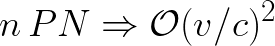 n PN ⇒ 𝒪(v/c)²